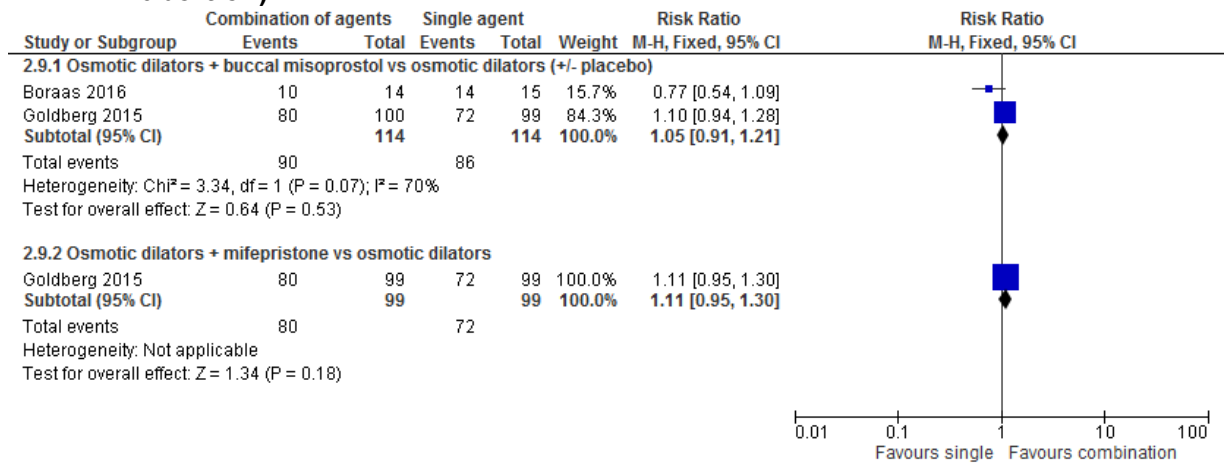 Combination of agents Single agent Risk Ratio Risk Ratio
Study or Subgroup Events Total Events Total Weight M-H, Fixed, 95% CI M-H, Fixed, 95% CI
2.9.1 Osmotic dilators + buccal misoprostol vs osmotic dilators (+/- placebo)
Boraas 2016 10 14 14 15 15.7% 0.77 [0.54, 1.09]
Goldberg 2015 80 100 72 99 84.3% 1.10 [0.94, 1.28]
Subtotal (95% CI) 114 114 100.0% 1.05 [0.91, 1.21]
Total events 90 86
Heterogeneity: Chi² = 3.34, df = 1 (P = 0.07); I² = 70%
Test for overall effect: Z = 0.64 (P = 0.53)
2.9.2 Osmotic dilators + mifepristone vs osmotic dilators
Goldberg 2015 80 99 72 99 100.0% 1.11 [0.95, 1.30]
Subtotal (95% CI) 99 99 100.0% 1.11 [0.95, 1.30]
Total events 80 72
Heterogeneity: Not applicable
Test for overall effect: Z = 1.34 (P = 0.18)
0.01 0.1 1 10 100
Favours single Favours combination